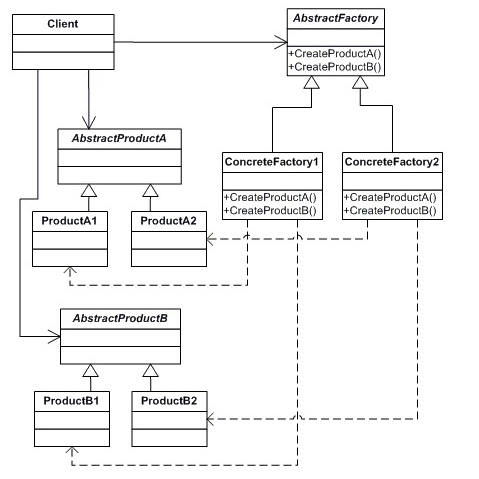 Client
AbstractFactory
+CreateProductA()
+CreateProductB()
AbstractProductA
ConcreteFactory1
+CreateProductA()
+CreateProductB()
ConcreteFactory2
+CreateProductA()
+CreateProductB()
ProductA1
ProductA2
AbstractProductB
ProductB1
ProductB2